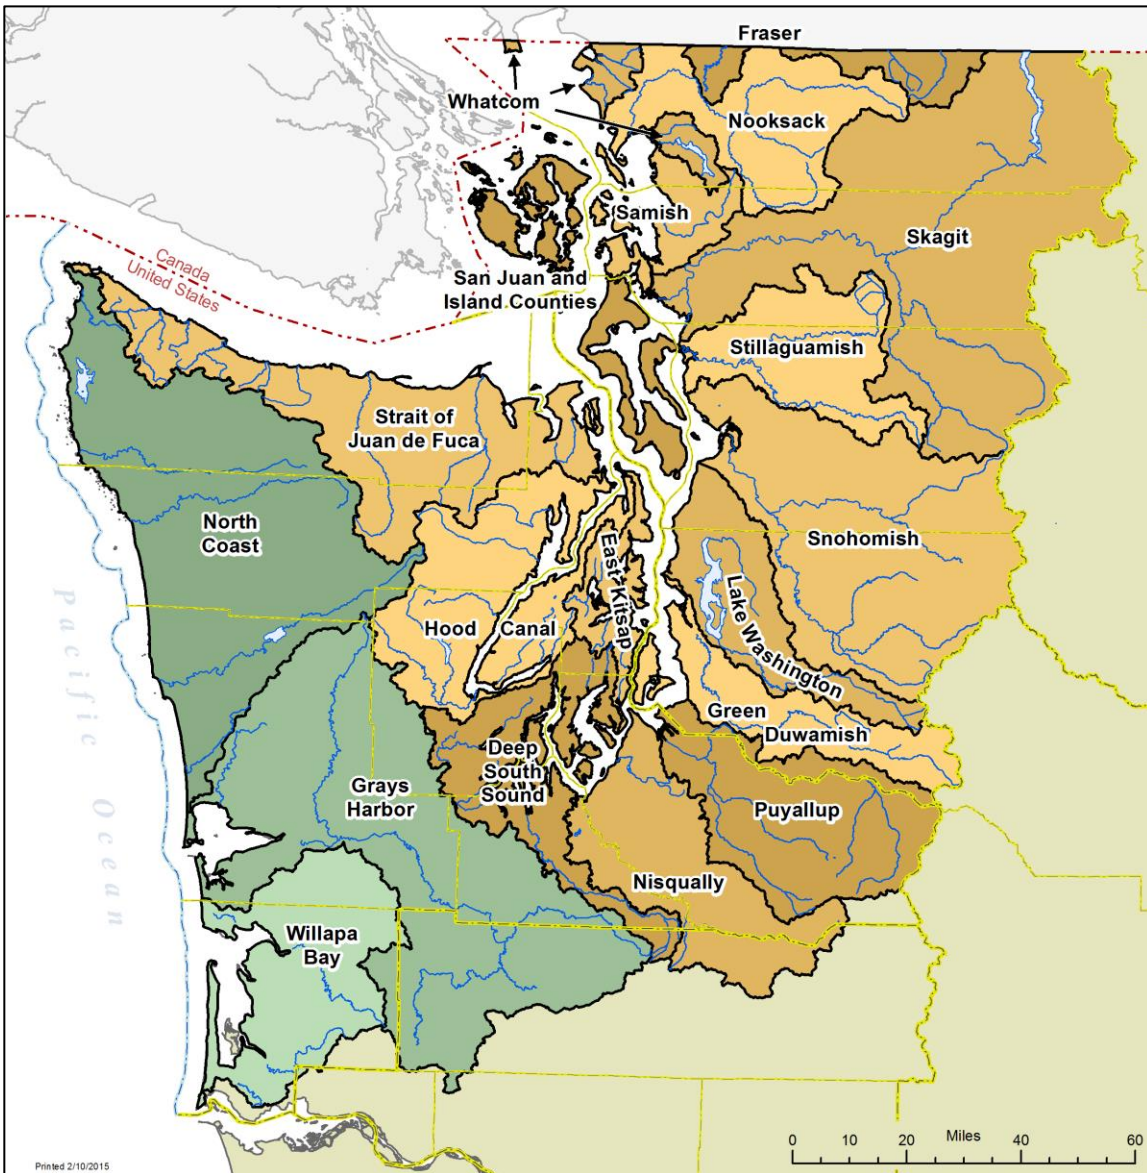 Fraser
Whatcom
Nooksack
Samish
Skagit
Canada
United States
San Juan and
Island Counties
Stillaguamish
Strait of
Juan de Fuca
North
Coast
Snohomish
East Kitsap
Lake Washington
Pacific Ocean
Hood Canal
Green
Duwamish
Deep
South
Sound
Grays
Harbor
Puyallup
Nisqually
Willapa
Bay
0 10 20 Miles 40 60
Printed 2/10/2015